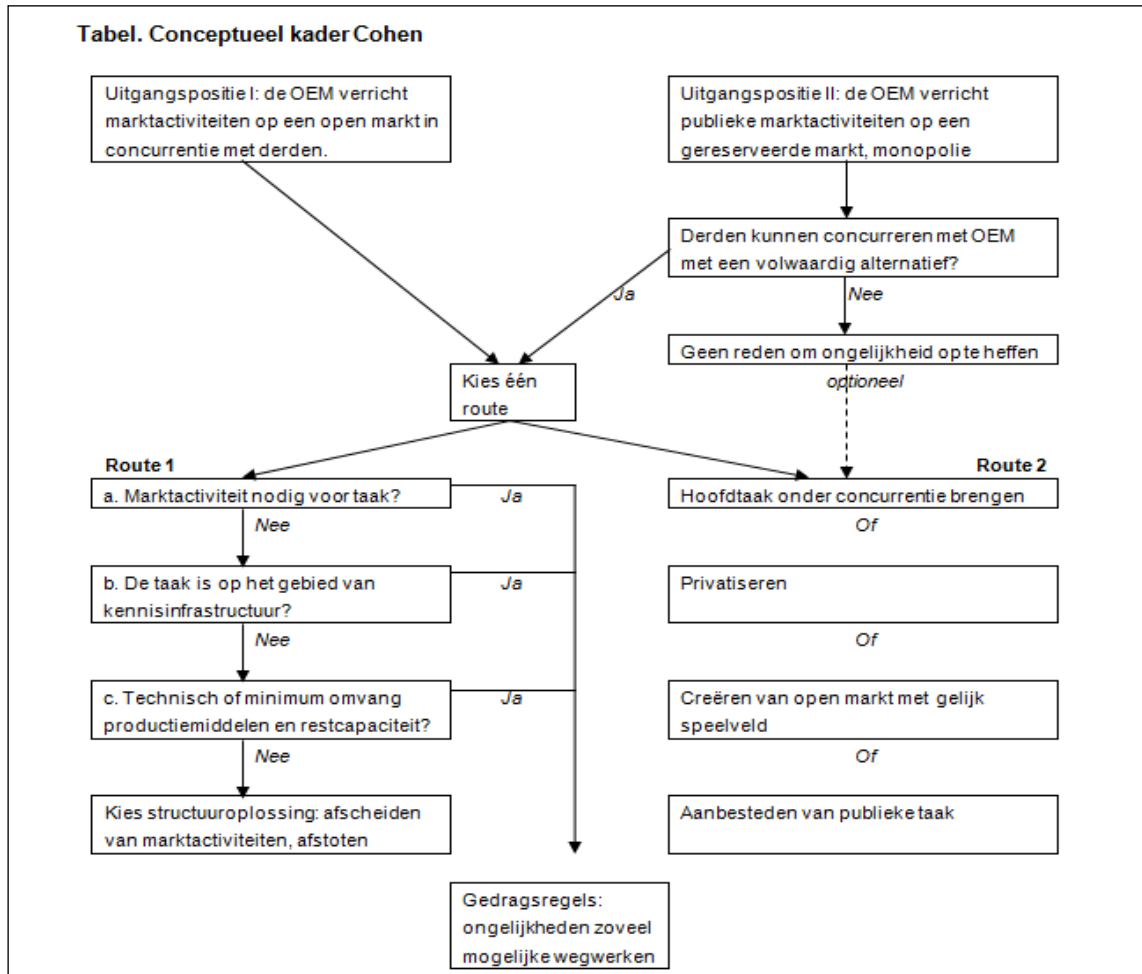 Tabel. Conceptueel kader Cohen
Uitgangspositie I: de OEM verricht
marktactiviteiten op een open markt in
concurrentie met derden.
Uitgangspositie II: de OEM verricht
publieke marktactiviteiten op een
gereserveerde markt, monopolie
Derden kunnen concurreren met OEM
met een volwaardig alternatief?
Ja
Nee
Geen reden om ongelijkheid op te heffen
optioneel
Kies één
route
Route 1
a. Marktactiviteit nodig voor taak?
Ja
Nee
b. De taak is op het gebied van
kennisinfrastructuur?
Ja
Nee
c. Technisch of minimum omvang
productiemiddelen en restcapaciteit?
Ja
Nee
Kies structuuroplossing: afscheiden
van marktactiviteiten, afstoten
Route 2
Hoofdtaak onder concurrentie brengen
Of
Privatiseren
Of
Creëren van open markt met gelijk
speelveld
Of
Aanbesteden van publieke taak
Gedragsregels:
ongelijkheden zoveel
mogelijke wegwerken